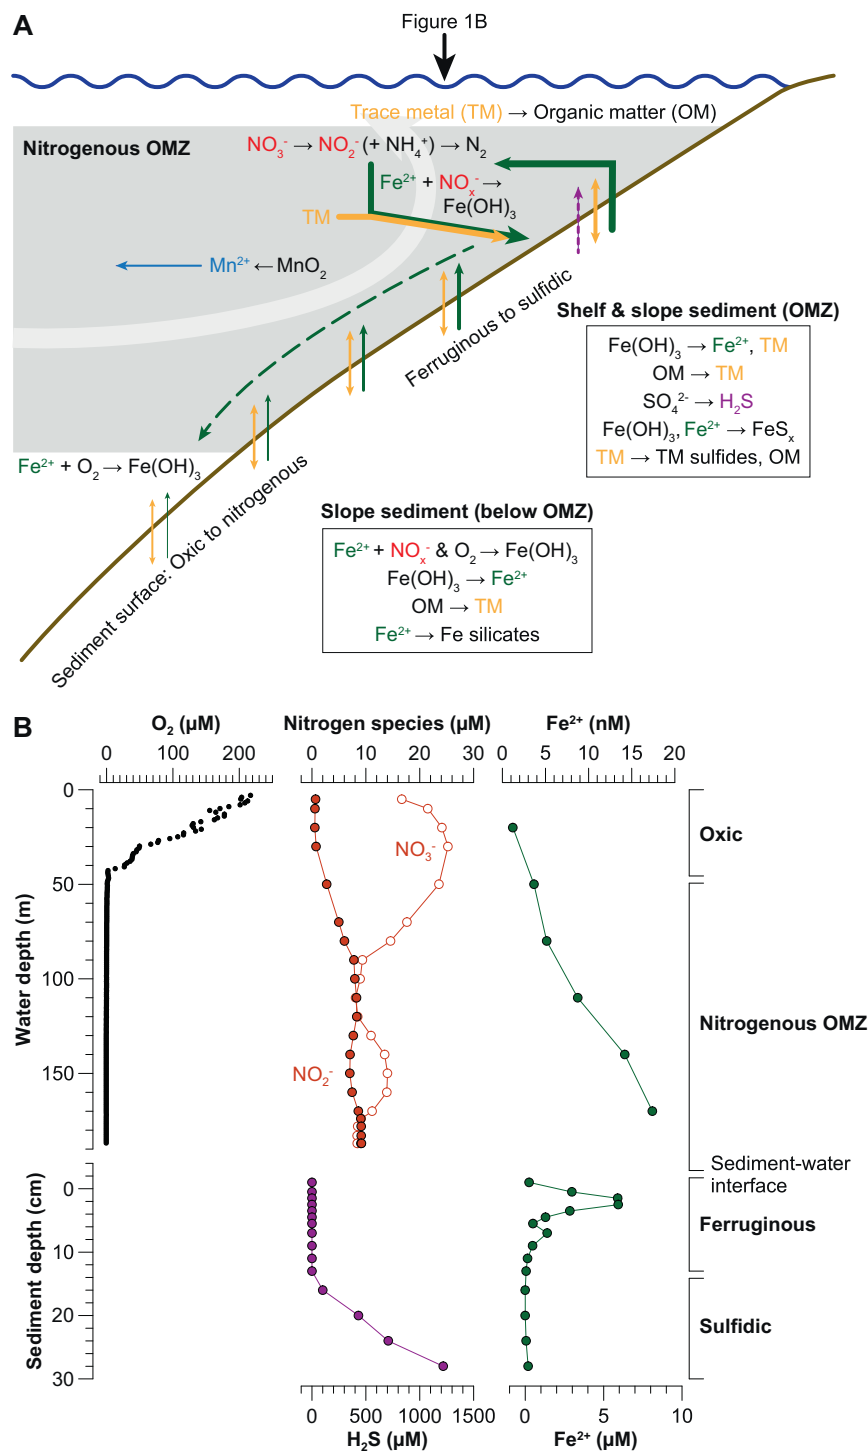 A
Figure 1B
Trace metal (TM) → Organic matter (OM)
Nitrogenous OMZ
NO₃⁻ → NO₂⁻ (+ NH₄⁺) → N₂
Fe²⁺ + NOₓ⁻ →
Fe(OH)₃
TM
Mn²⁺ ← MnO₂
Ferruginous to sulfidic
Shelf & slope sediment (OMZ)
Fe(OH)₃ → Fe²⁺, TM
OM → TM
SO₄²⁻ → H₂S
Fe(OH)₃, Fe²⁺ → FeSₓ
TM → TM sulfides, OM
Fe²⁺ + O₂ → Fe(OH)₃
Sediment surface: Oxic to nitrogenous
Slope sediment (below OMZ)
Fe²⁺ + NOₓ⁻ & O₂ → Fe(OH)₃
Fe(OH)₃ → Fe²⁺
OM → TM
Fe²⁺ → Fe silicates
B
O₂ (µM)
0 100 200
Nitrogen species (µM)
0 10 20 30
Fe²⁺ (nM)
0 5 10 15 20
Water depth (m)
0
50
100
150
NO₃⁻
NO₂⁻
Oxic
Nitrogenous OMZ
Sediment-water
interface
Ferruginous
Sulfidic
Sediment depth (cm)
0
10
20
30
0 500 1000 1500
H₂S (µM)
0 5 10
Fe²⁺ (µM)